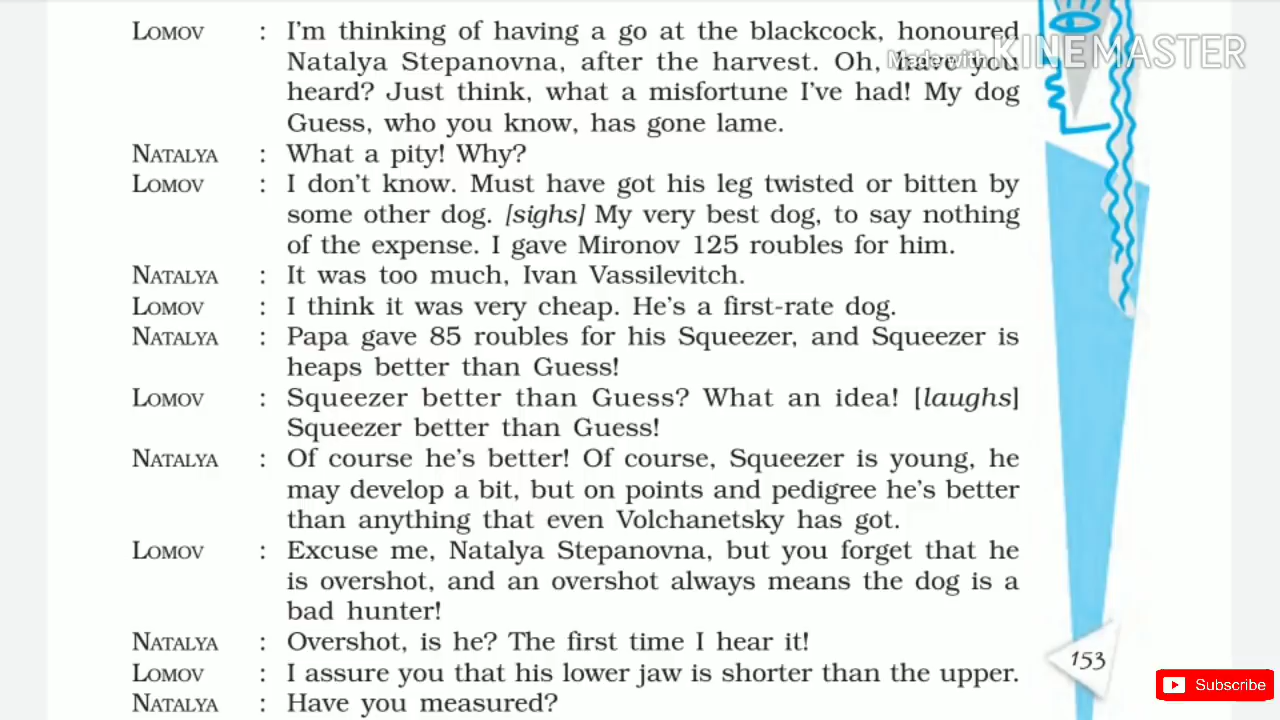 LOMOV : I'm thinking of having a go at the blackcock, honoured
Natalya Stepanovna, after the harvest. Oh, have you
heard? Just think, what a misfortune I've had! My dog
Guess, who you know, has gone lame.
NATALYA : What a pity! Why?
LOMOV : I don't know. Must have got his leg twisted or bitten by
some other dog. [sighs] My very best dog, to say nothing
of the expense. I gave Mironov 125 roubles for him.
NATALYA : It was too much, Ivan Vassilevitch.
LOMOV : I think it was very cheap. He's a first-rate dog.
NATALYA : Papa gave 85 roubles for his Squeezer, and Squeezer is
heaps better than Guess!
LOMOV : Squeezer better than Guess? What an idea! [laughs]
Squeezer better than Guess!
NATALYA : Of course he's better! Of course, Squeezer is young, he
may develop a bit, but on points and pedigree he's better
than anything that even Volchanetsky has got.
LOMOV : Excuse me, Natalya Stepanovna, but you forget that he
is overshot, and an overshot always means the dog is a
bad hunter!
NATALYA : Overshot, is he? The first time I hear it!
LOMOV : I assure you that his lower jaw is shorter than the upper.
NATALYA : Have you measured?
Made with KINEMASTER
153
Subscribe